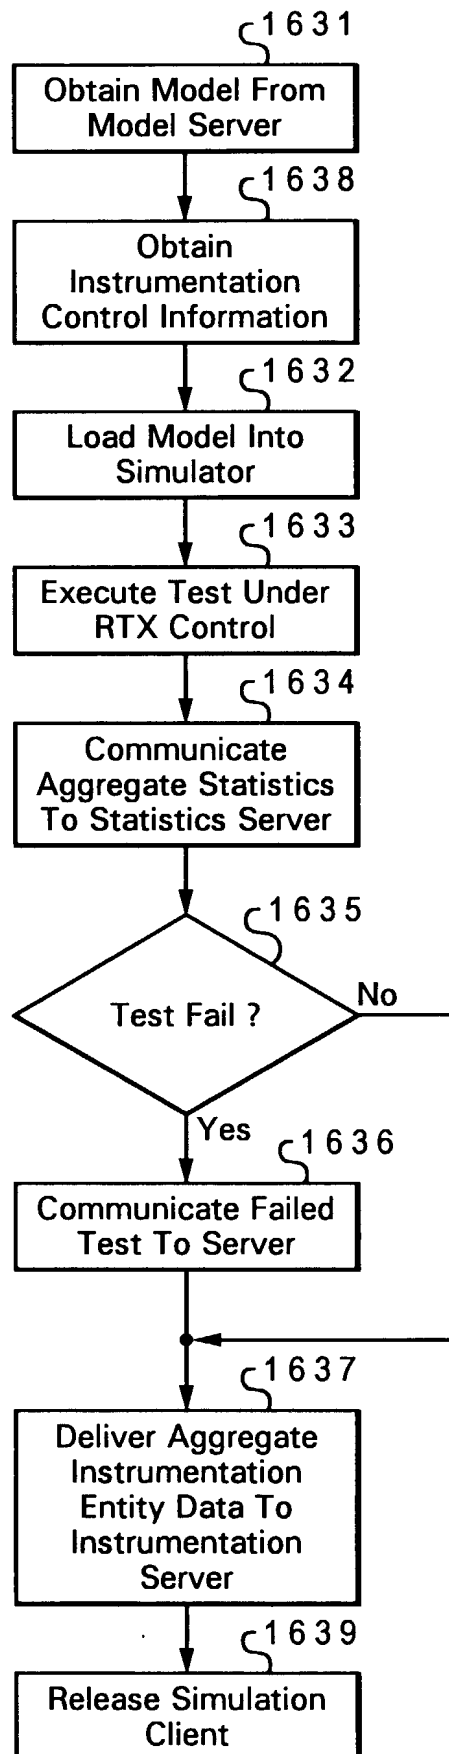 1631
Obtain Model From
Model Server
1638
Obtain
Instrumentation
Control Information
1632
Load Model Into
Simulator
1633
Execute Test Under
RTX Control
1634
Communicate
Aggregate Statistics
To Statistics Server
1635
Test Fail ?
No
Yes
1636
Communicate Failed
Test To Server
1637
Deliver Aggregate
Instrumentation
Entity Data To
Instrumentation
Server
1639
Release Simulation
Client